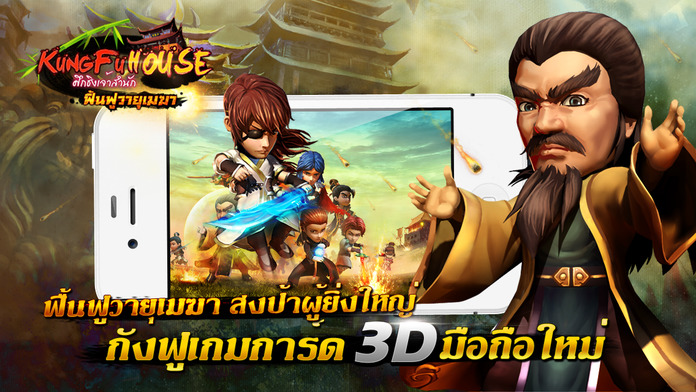 KUNGFU HOUSE
ศึกชิงเจ้าสำนัก
ฟื้นฟูวายุเมฆา
ฟื้นฟูวายุเมฆา สงบ้าผู้ยิ่งใหญ่
กังฟูเกมการ์ด 3D มือถือใหม่